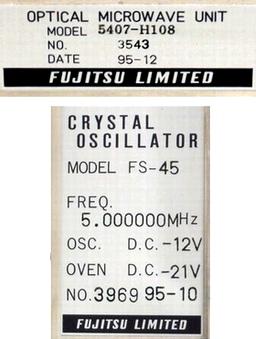 OPTICAL MICROWAVE UNIT
MODEL 5407-H108
NO. 3543
DATE 95-12
FUJITSU LIMITED
CRYSTAL
OSCILLATOR
MODEL FS-45
FREQ.
5.000000MHz
OSC. D.C.-12V
OVEN D.C.-21V
NO.3969 95-10
FUJITSU LIMITED